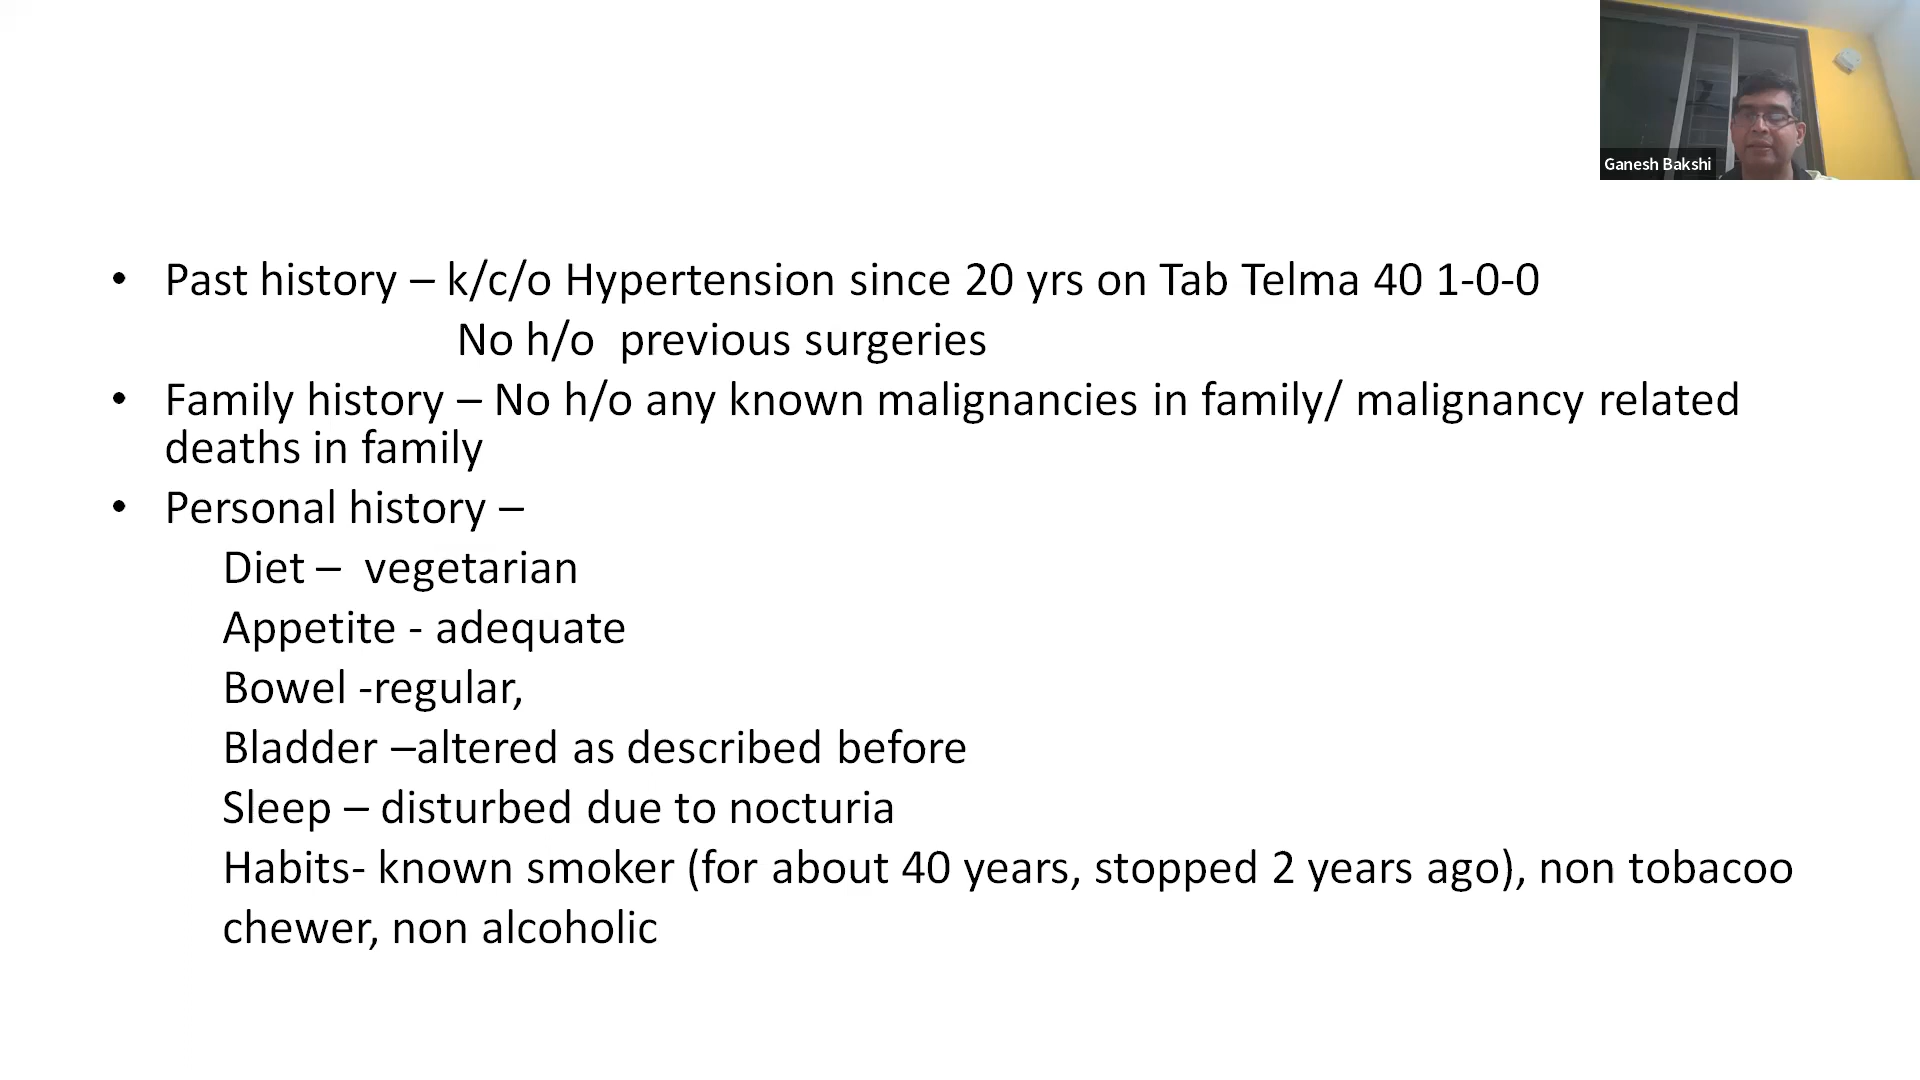 Ganesh Bakshi
• Past history – k/c/o Hypertension since 20 yrs on Tab Telma 40 1-0-0
No h/o previous surgeries
• Family history – No h/o any known malignancies in family/ malignancy related
deaths in family
• Personal history –
Diet – vegetarian
Appetite - adequate
Bowel -regular,
Bladder –altered as described before
Sleep – disturbed due to nocturia
Habits- known smoker (for about 40 years, stopped 2 years ago), non tobacoo
chewer, non alcoholic